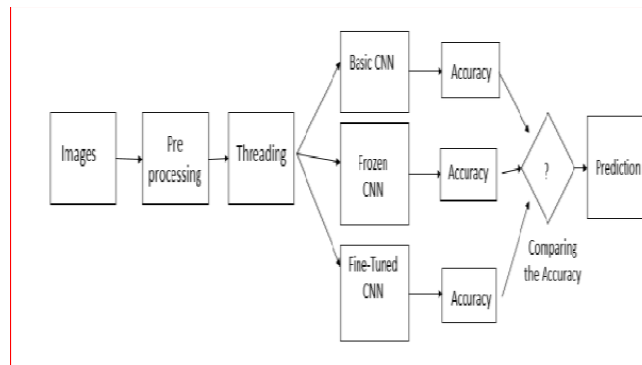 Images
Pre
processing
Threading
Basic CNN
Accuracy
Frozen
CNN
Accuracy
Fine-Tuned
CNN
Accuracy
?
Comparing
the Accuracy
Prediction